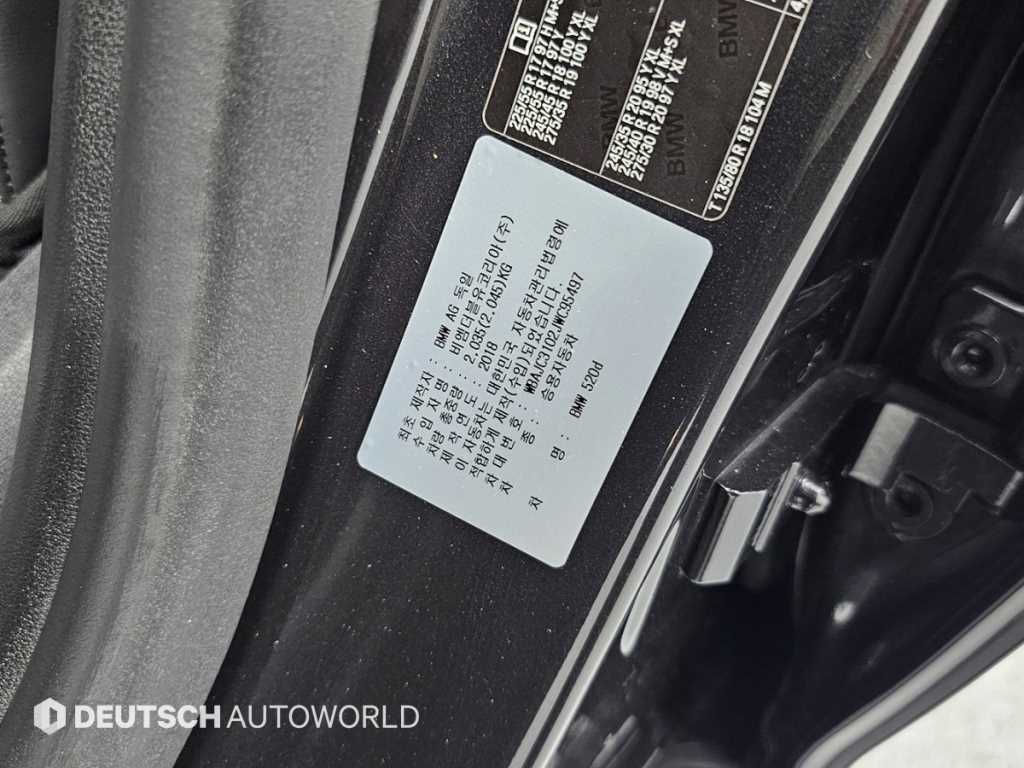 225/55 R 17 97 H M+S
225/55 R 17 97 Y
245/45 R 18 100 Y XL
275/35 R 19 100 Y XL
245/35 R 20 95 Y XL
245/40 R 19 98 V M+S XL
275/30 R 20 97 Y XL
T 135/80 R 18 104 M
BMW
BMW
BMW
최초 제작자 : BMW AG 독일
수입자명 : 비엠더블유코리아(주)
차량 총중량 : 2.035(2.045)KG
제작연도 : 2018
이 자동차는 대한민국 자동차관리법령에
적합하게 제작(수입)되었습니다.
차대번호 : WBAJC3102JWC95497
차종 : 승용자동차
차명 : BMW 520d
DEUTSCH AUTOWORLD